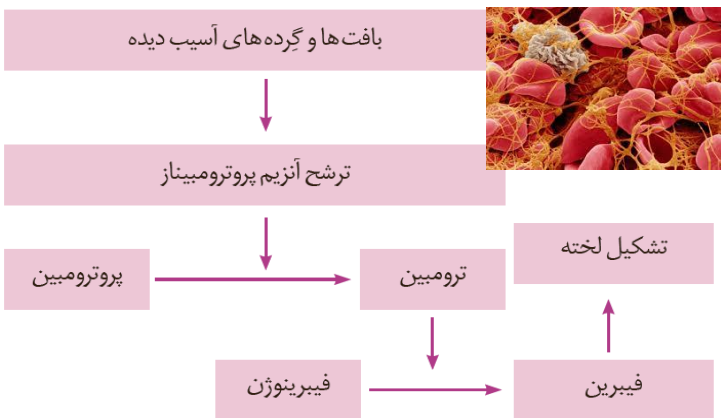 بافت‌ها و گِرده‌های آسیب دیده
ترشح آنزیم پروترومبیناز
پروترومبین
ترومبین
تشکیل لخته
فیبرینوژن
فیبرین